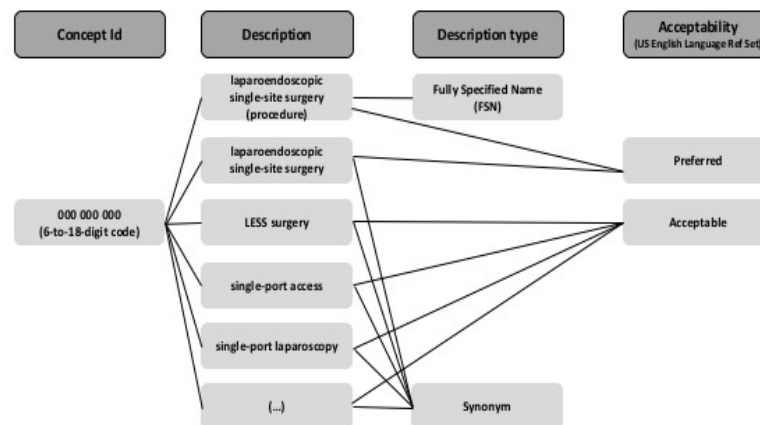 Concept Id
Description
Description type
Acceptability
(US English Language Ref Set)
laparoendoscopic
single-site surgery
(procedure)
Fully Specified Name
(FSN)
laparoendoscopic
single-site surgery
Preferred
000 000 000
(6-to-18-digit code)
LESS surgery
Acceptable
single-port access
single-port laparoscopy
(...)
Synonym